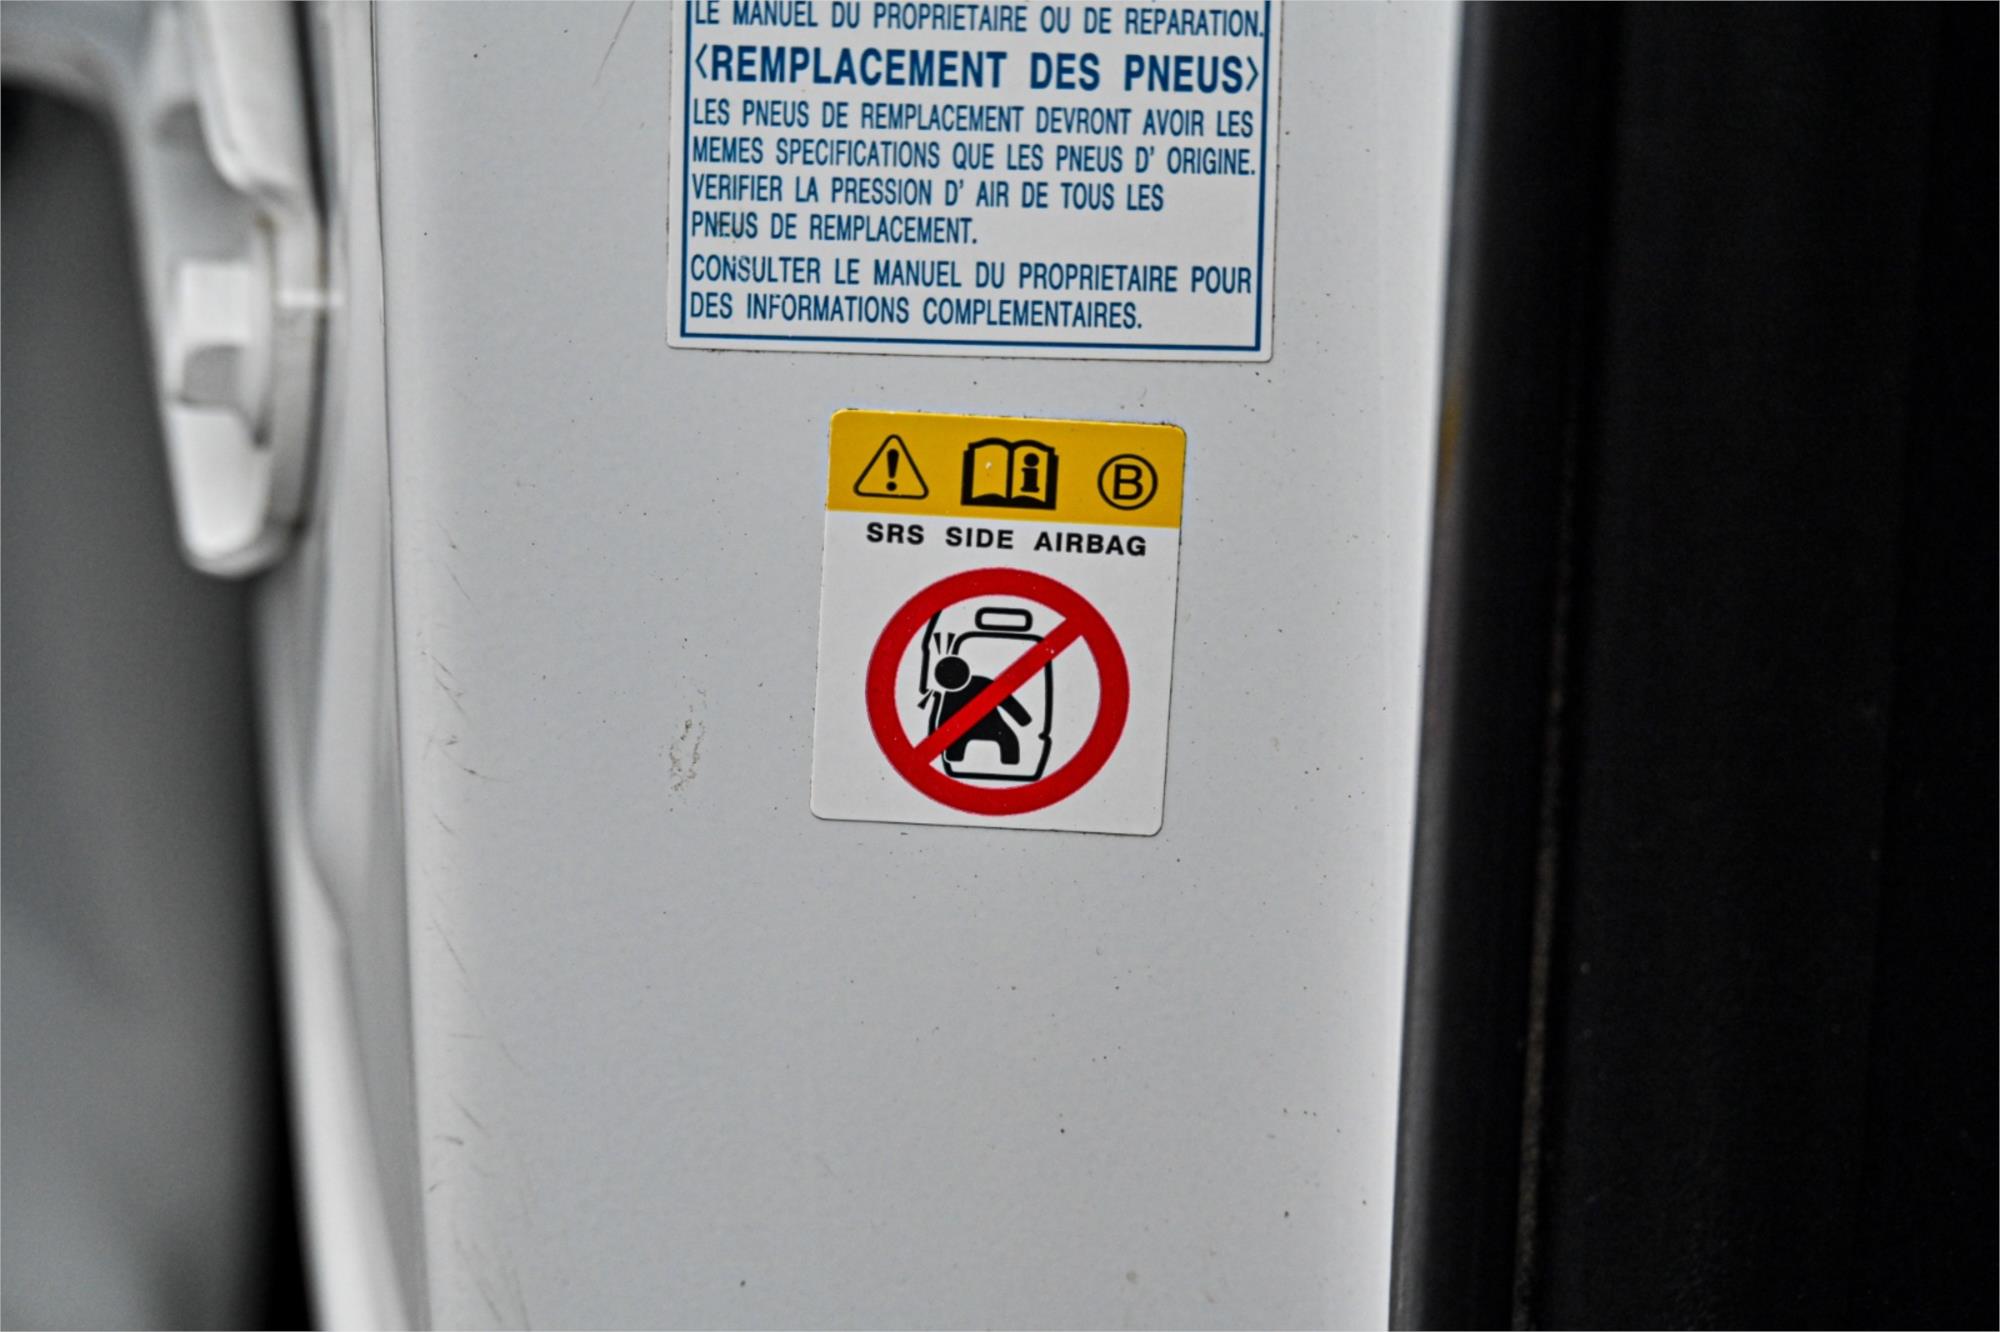 LE MANUEL DU PROPRIETAIRE OU DE REPARATION.
<REMPLACEMENT DES PNEUS>
LES PNEUS DE REMPLACEMENT DEVRONT AVOIR LES
MEMES SPECIFICATIONS QUE LES PNEUS D' ORIGINE.
VERIFIER LA PRESSION D' AIR DE TOUS LES
PNEUS DE REMPLACEMENT.
CONSULTER LE MANUEL DU PROPRIETAIRE POUR
DES INFORMATIONS COMPLEMENTAIRES.
! i B
SRS SIDE AIRBAG